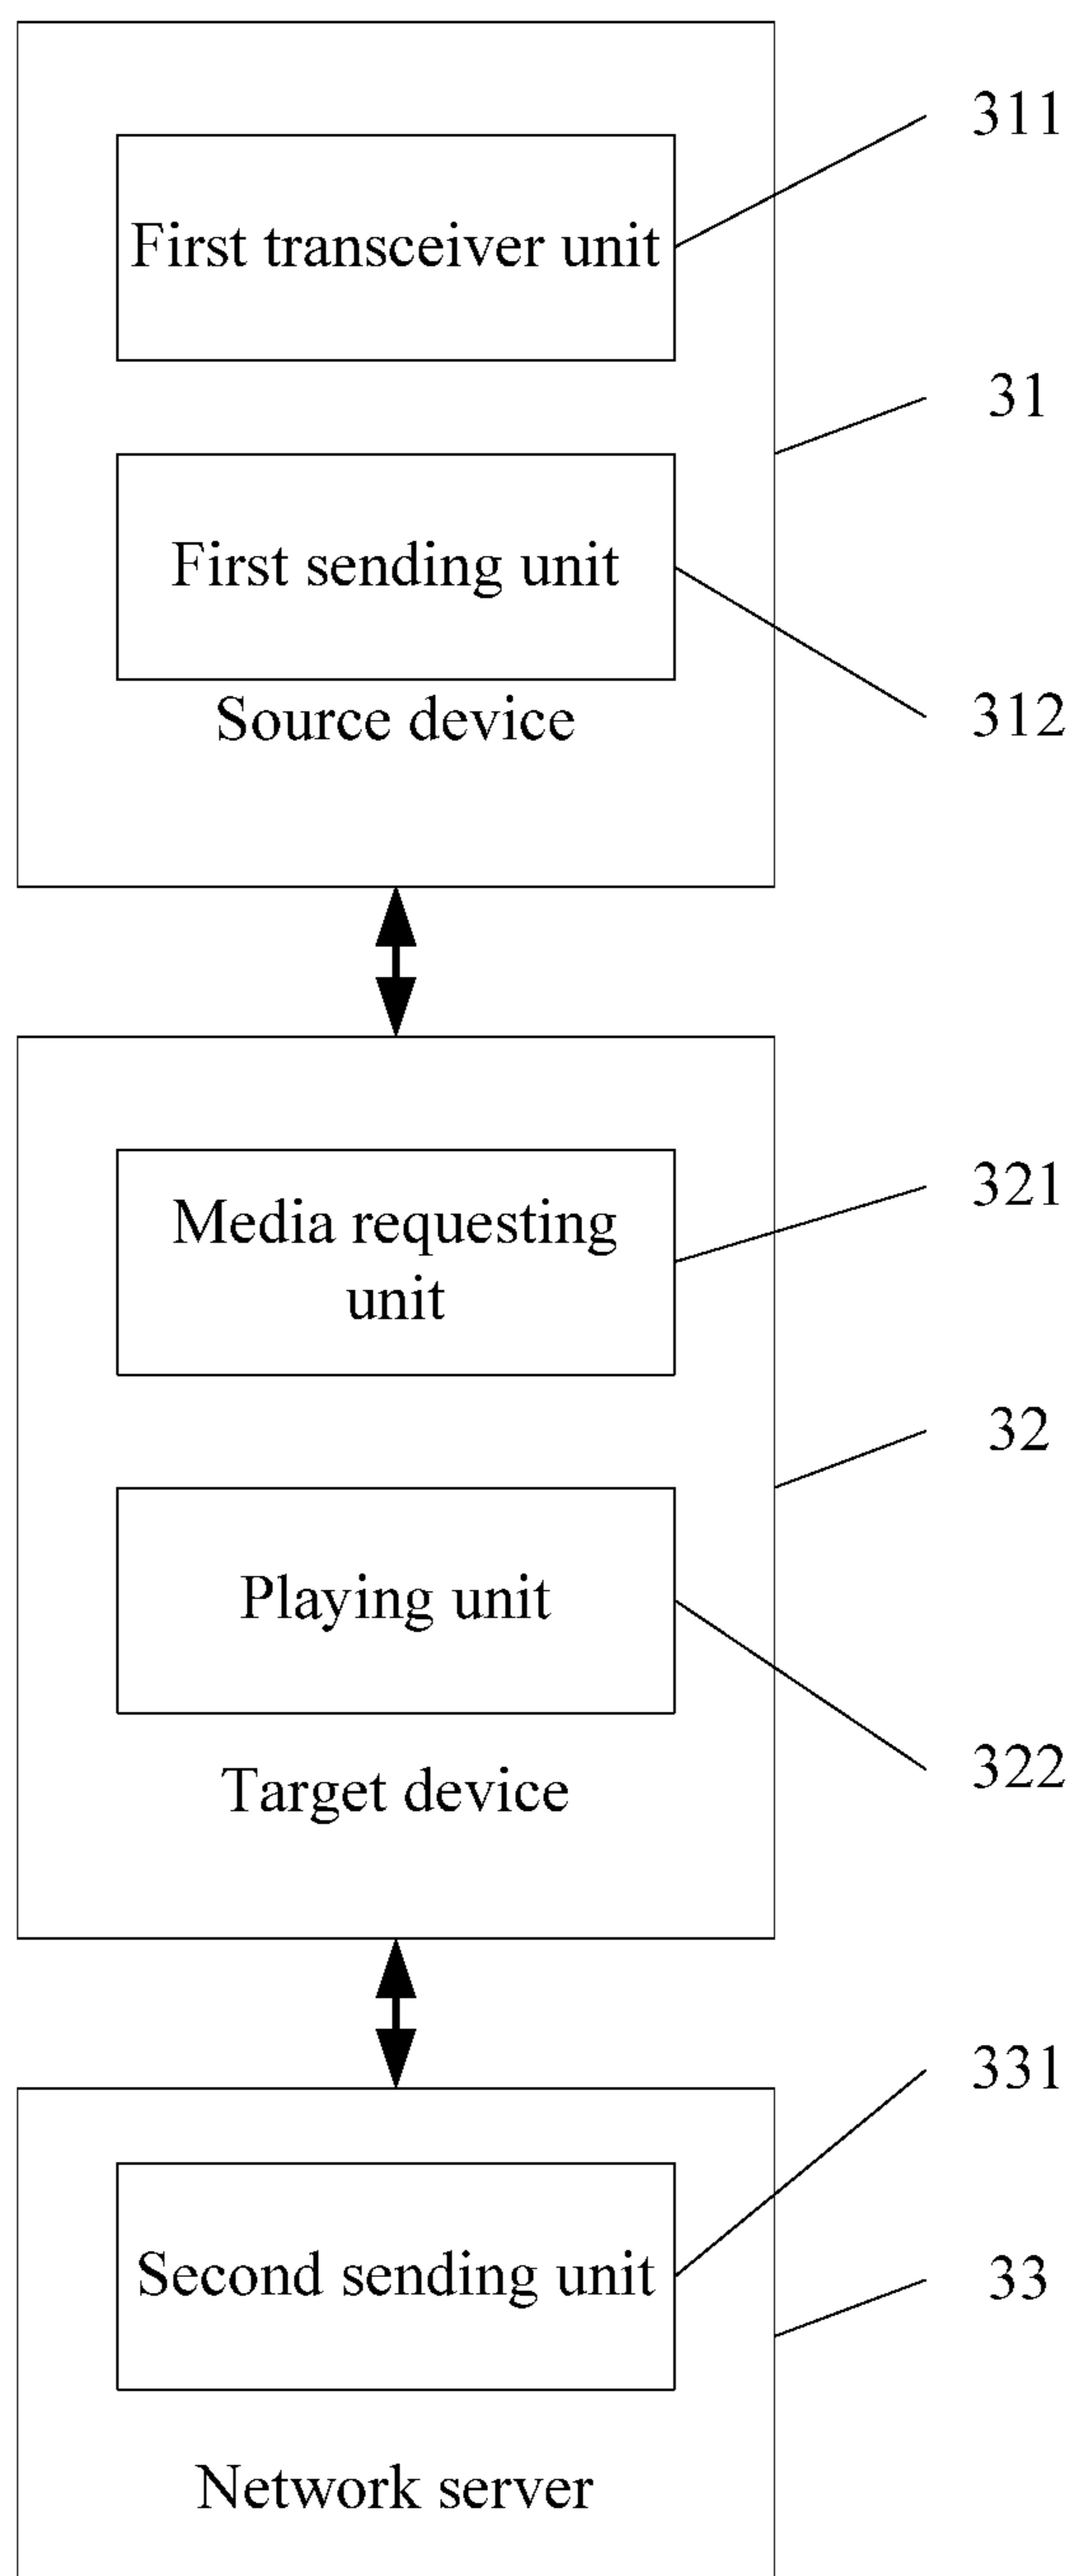 311
First transceiver unit
31
First sending unit
312
Source device
321
Media requesting
unit
32
Playing unit
322
Target device
331
Second sending unit
33
Network server